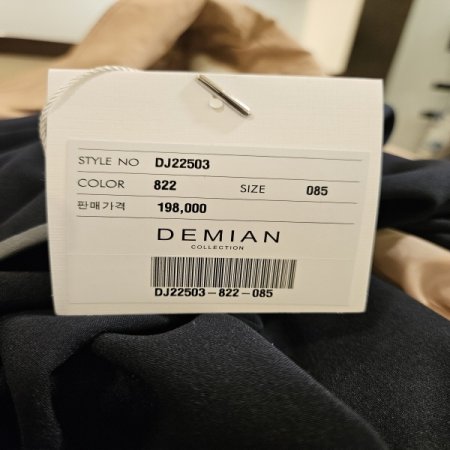 STYLE NO DJ22503
COLOR 822 SIZE 085
판매가격 198,000
DEMIAN
COLLECTION
DJ22503-822-085